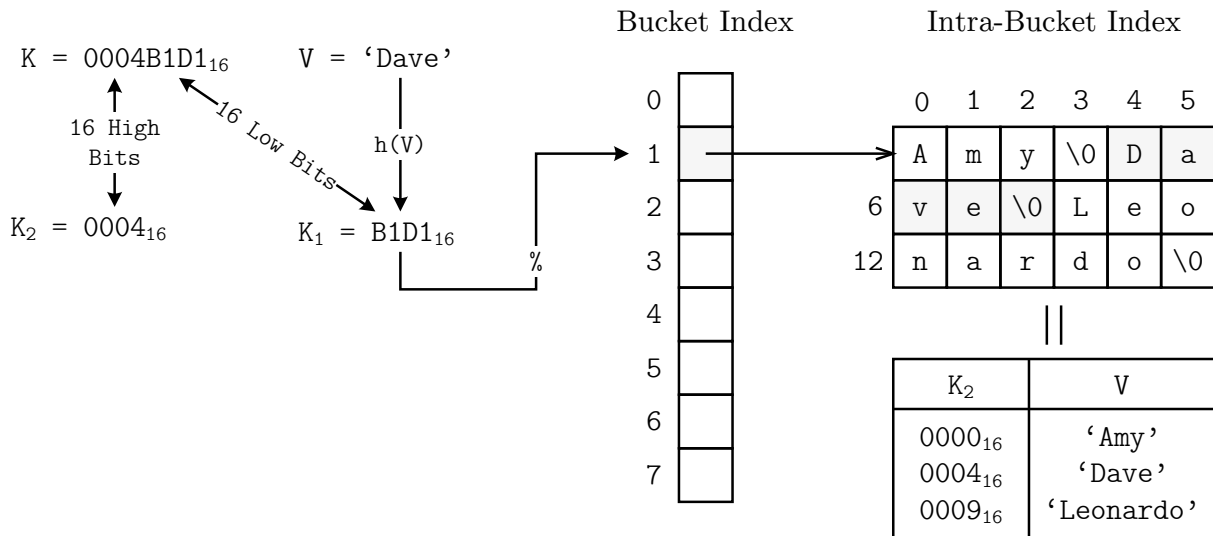 Bucket Index
Intra-Bucket Index
K = 0004B1D1₁₆
V = ‘Dave’
16 High
Bits
16 Low Bits
h(V)
K₂ = 0004₁₆
K₁ = B1D1₁₆
%
0
1
2
3
4
5
6
7
0 1 2 3 4 5
A m y \0 D a
6 v e \0 L e o
12 n a r d o \0
||
K₂ V
0000₁₆ ‘Amy’
0004₁₆ ‘Dave’
0009₁₆ ‘Leonardo’